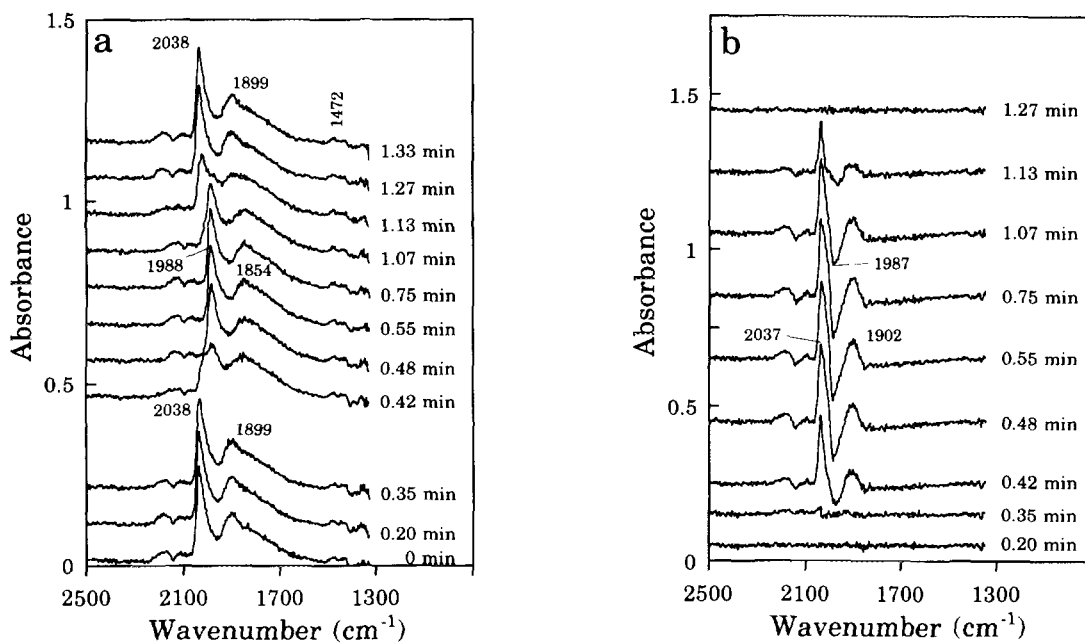 a
2038
1899
1472
1.33 min
1.27 min
1.13 min
1.07 min
0.75 min
0.55 min
0.48 min
0.42 min
1988
1854
2038
1899
0.35 min
0.20 min
0 min
1.5
1
0.5
0
Absorbance
2500
2100
1700
1300
Wavenumber (cm⁻¹)
b
1.27 min
1.13 min
1.07 min
1987
0.75 min
2037
1902
0.55 min
0.48 min
0.42 min
0.35 min
0.20 min
1.5
1
0.5
0
Absorbance
2500
2100
1700
1300
Wavenumber (cm⁻¹)